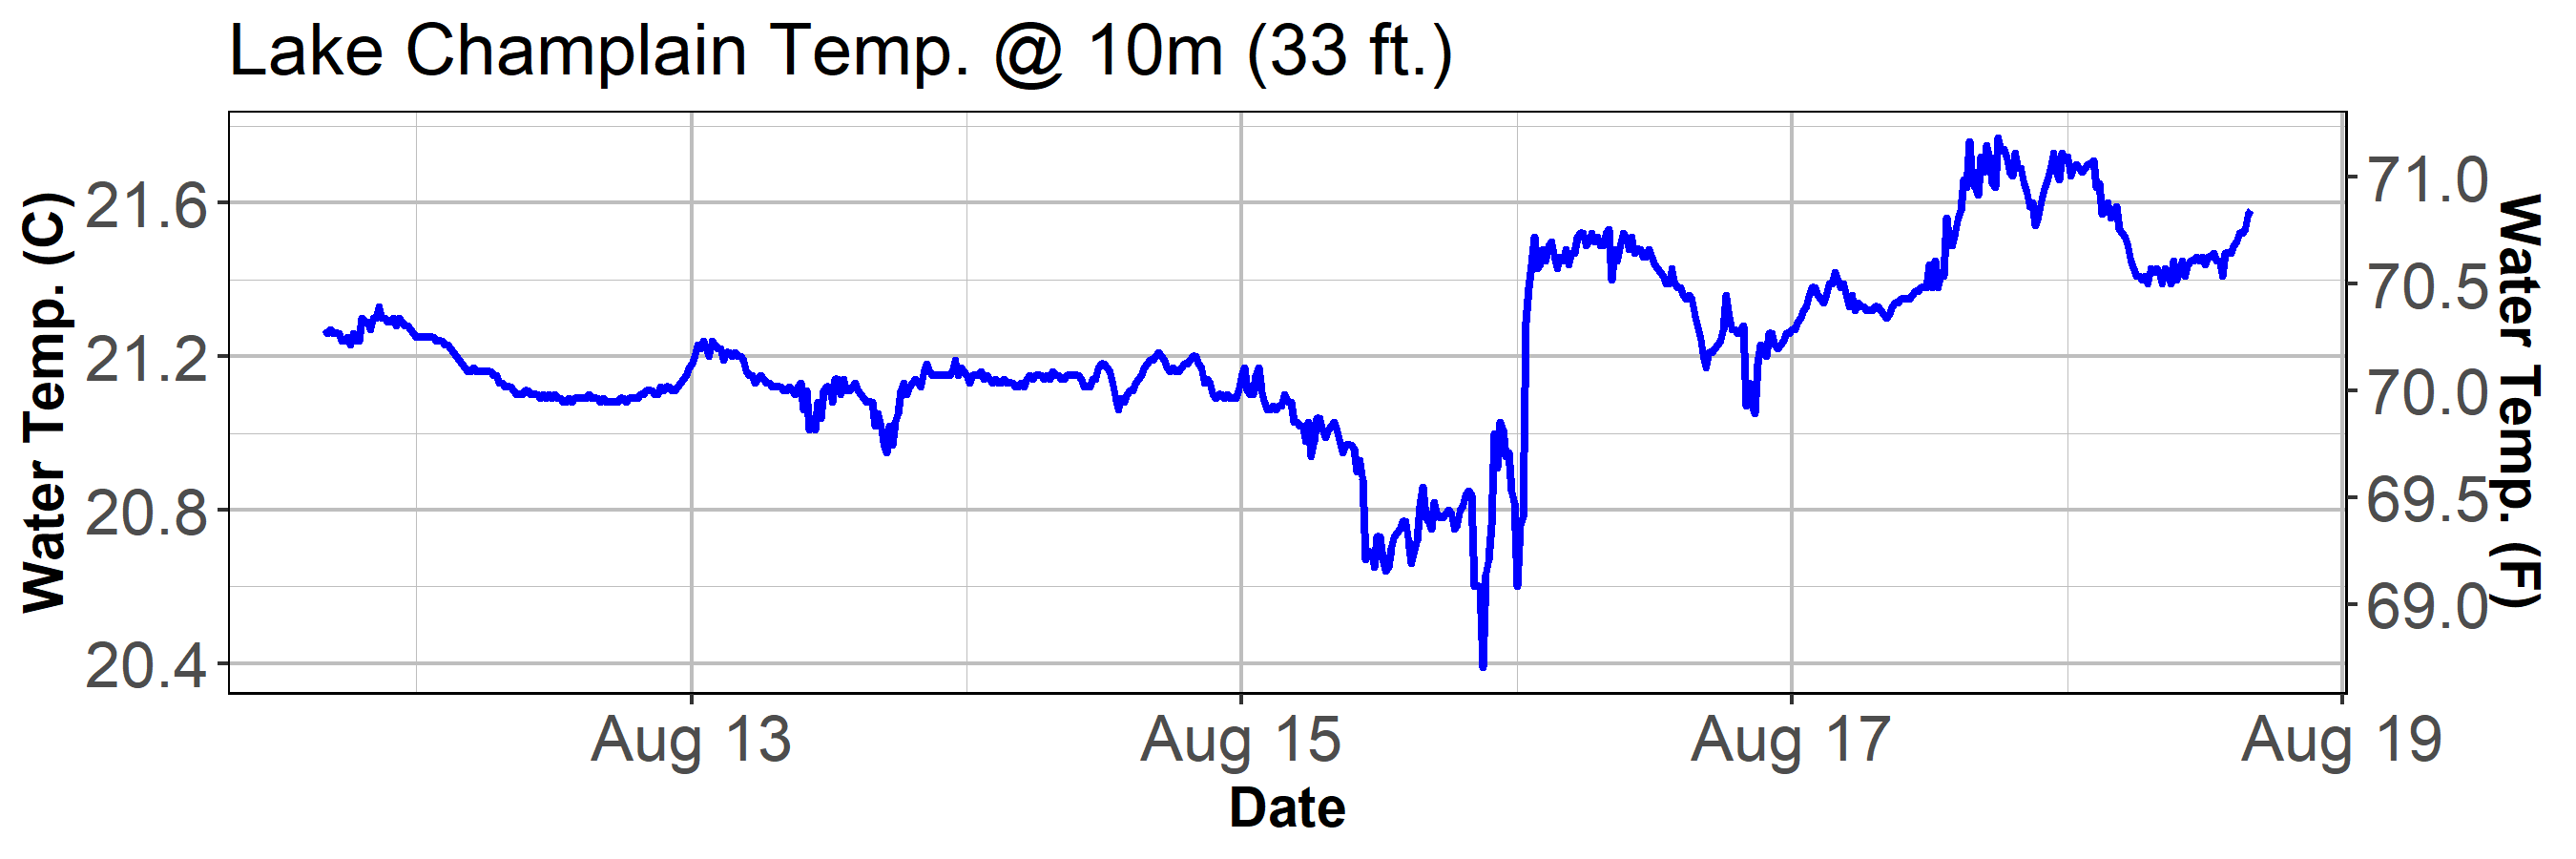 Lake Champlain Temp. @ 10m (33 ft.)
Water Temp. (C)
21.6
21.2
20.8
20.4
71.0
70.5
70.0
69.5
69.0
Water Temp. (F)
Aug 13 Aug 15 Aug 17 Aug 19
Date